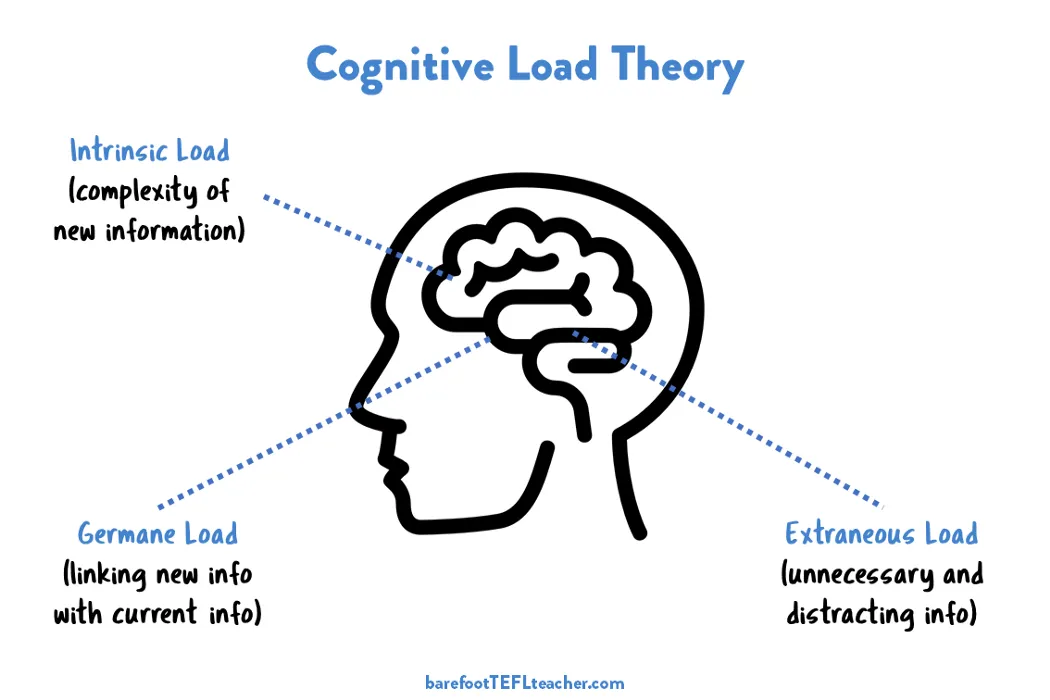 Cognitive Load Theory
Intrinsic Load
(complexity of
new information)
Germane Load
(linking new info
with current info)
Extraneous Load
(unnecessary and
distracting info)
barefootTEFLteacher.com